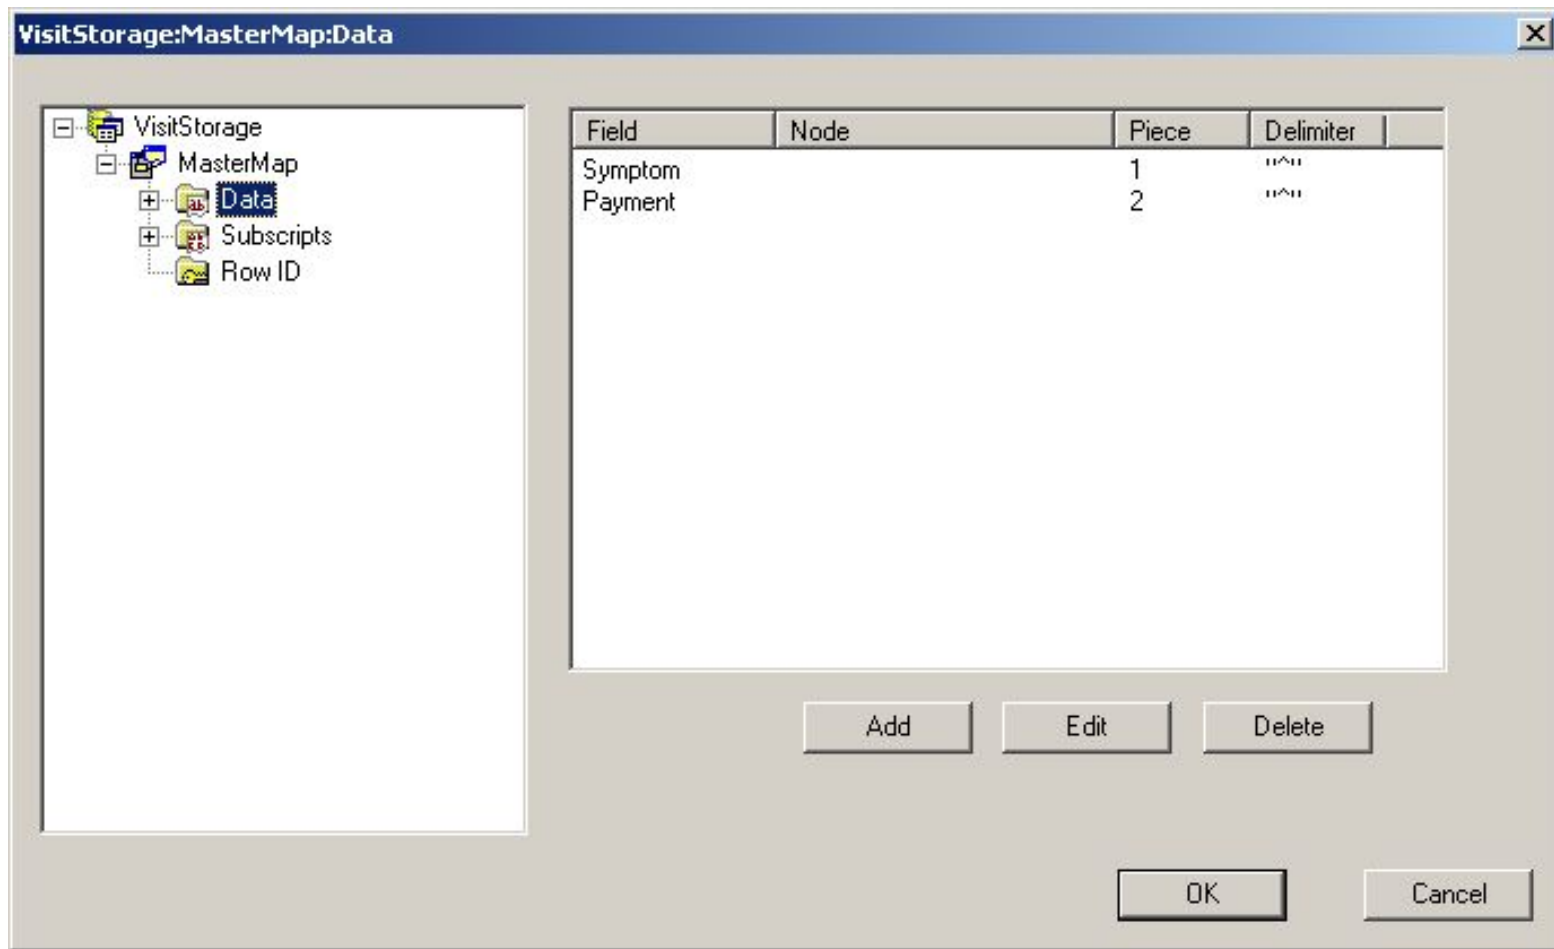 VisitStorage:MasterMap:Data
VisitStorage
MasterMap
Data
Subscripts
Row ID
Field Node Piece Delimiter
Symptom 1 "^"
Payment 2 "^"
Add Edit Delete
OK Cancel